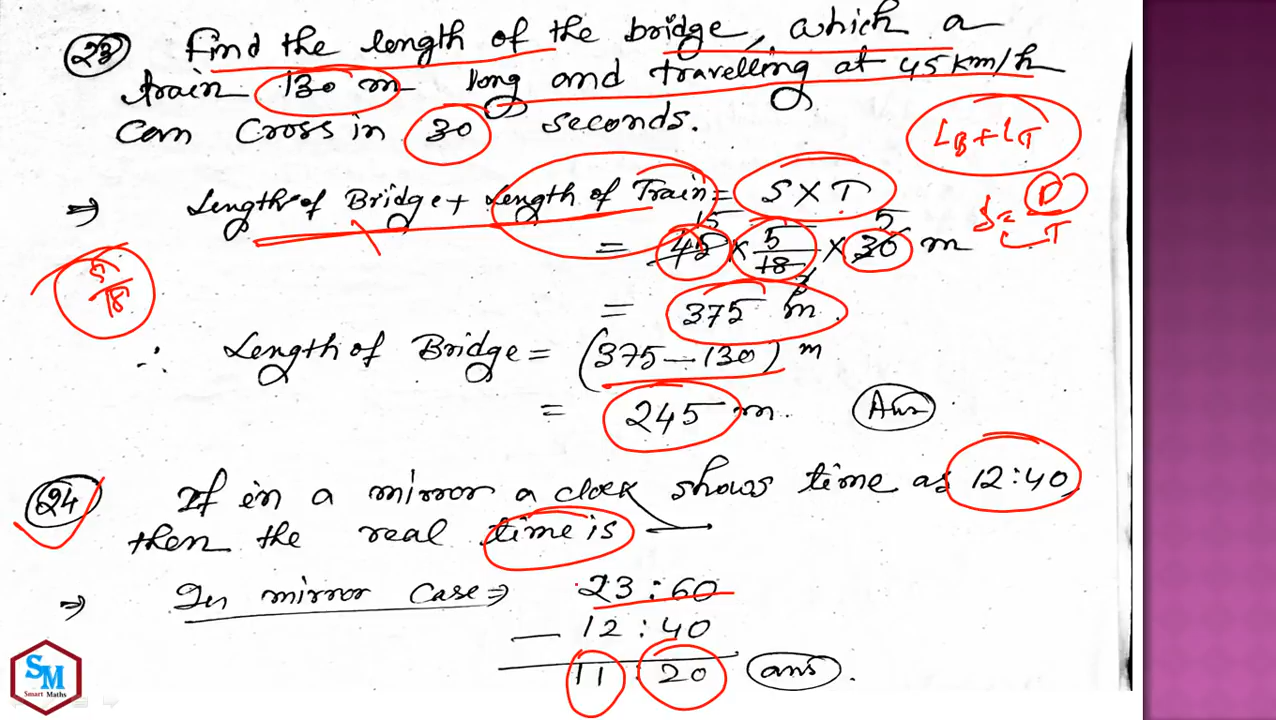 23 Find the length of the bridge, which a
train 130 m long and travelling at 45 km/h
can cross in 30 seconds.
LB + LT
⇒ Length of Bridge + Length of Train = S × T
S = D/T
15 5
= 45 × 5/18 × 30 m
5/18
= 375 m.
∴ Length of Bridge = (375 – 130) m
= 245 m. Ans
24 If in a mirror a clock shows time as 12:40,
then the real time is
⇒ In mirror case ⇒ 23 : 60
— 12 : 40
11 20 ans.
SM
Smart Maths